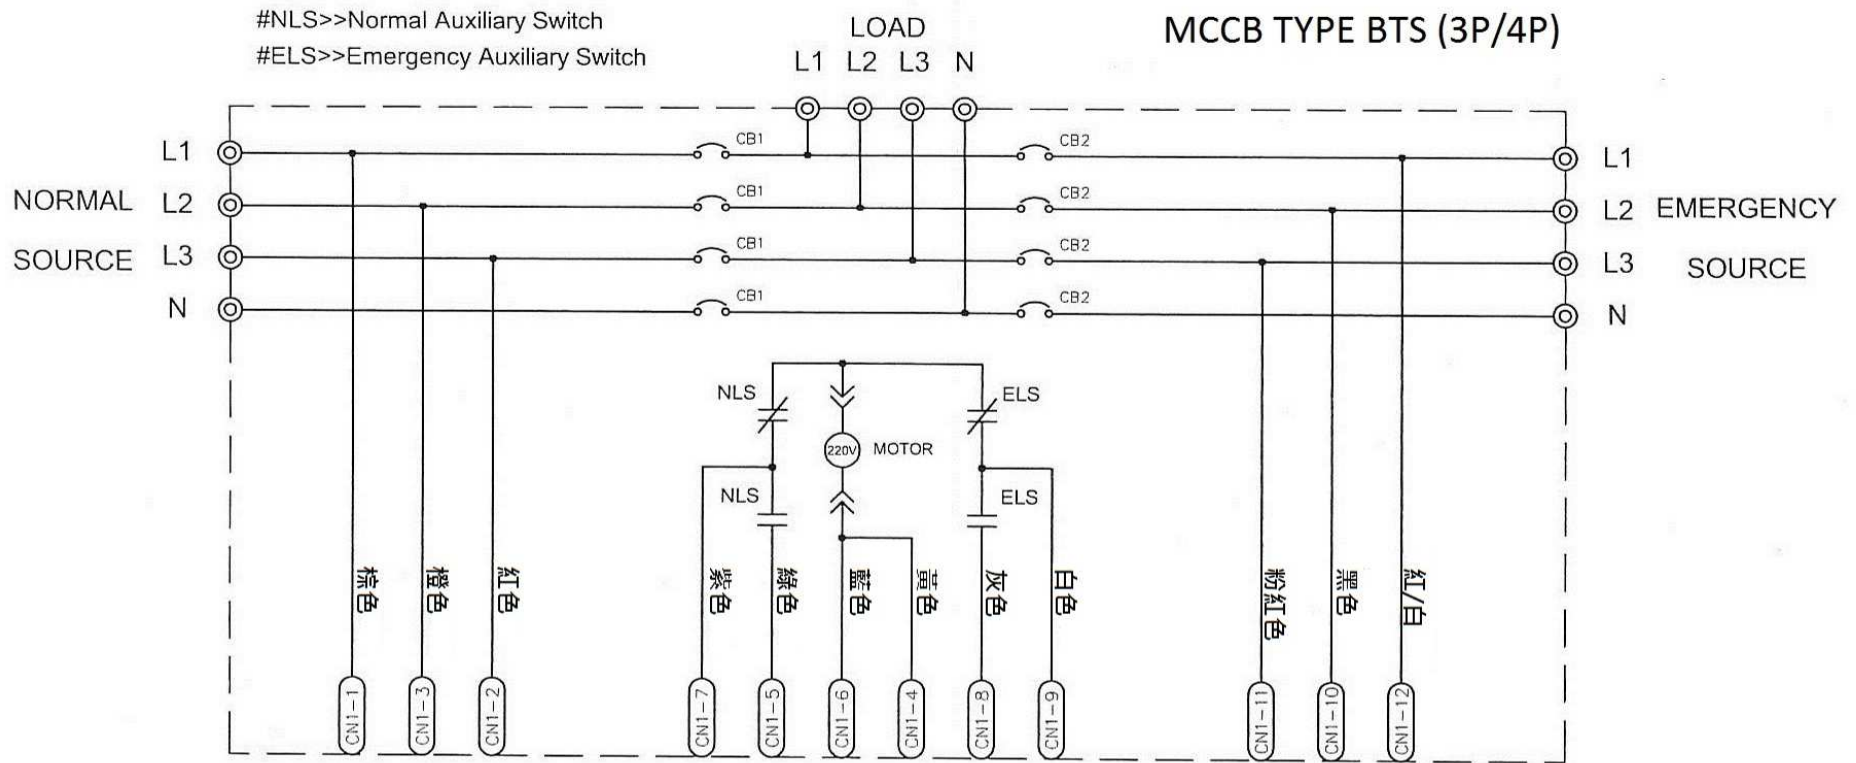 #NLS>>Normal Auxiliary Switch
#ELS>>Emergency Auxiliary Switch
LOAD
L1 L2 L3 N
MCCB TYPE BTS (3P/4P)
L1
NORMAL L2
SOURCE L3
N
CB1
CB1
CB1
CB1
CB2
CB2
CB2
CB2
L1
L2 EMERGENCY
L3 SOURCE
N
NLS
ELS
220V MOTOR
NLS
ELS
棕色
橙色
紅色
紫色
綠色
藍色
黃色
灰色
白色
粉紅色
黑色
紅/白
CN1-1
CN1-3
CN1-2
CN1-7
CN1-5
CN1-6
CN1-4
CN1-8
CN1-9
CN1-11
CN1-10
CN1-12